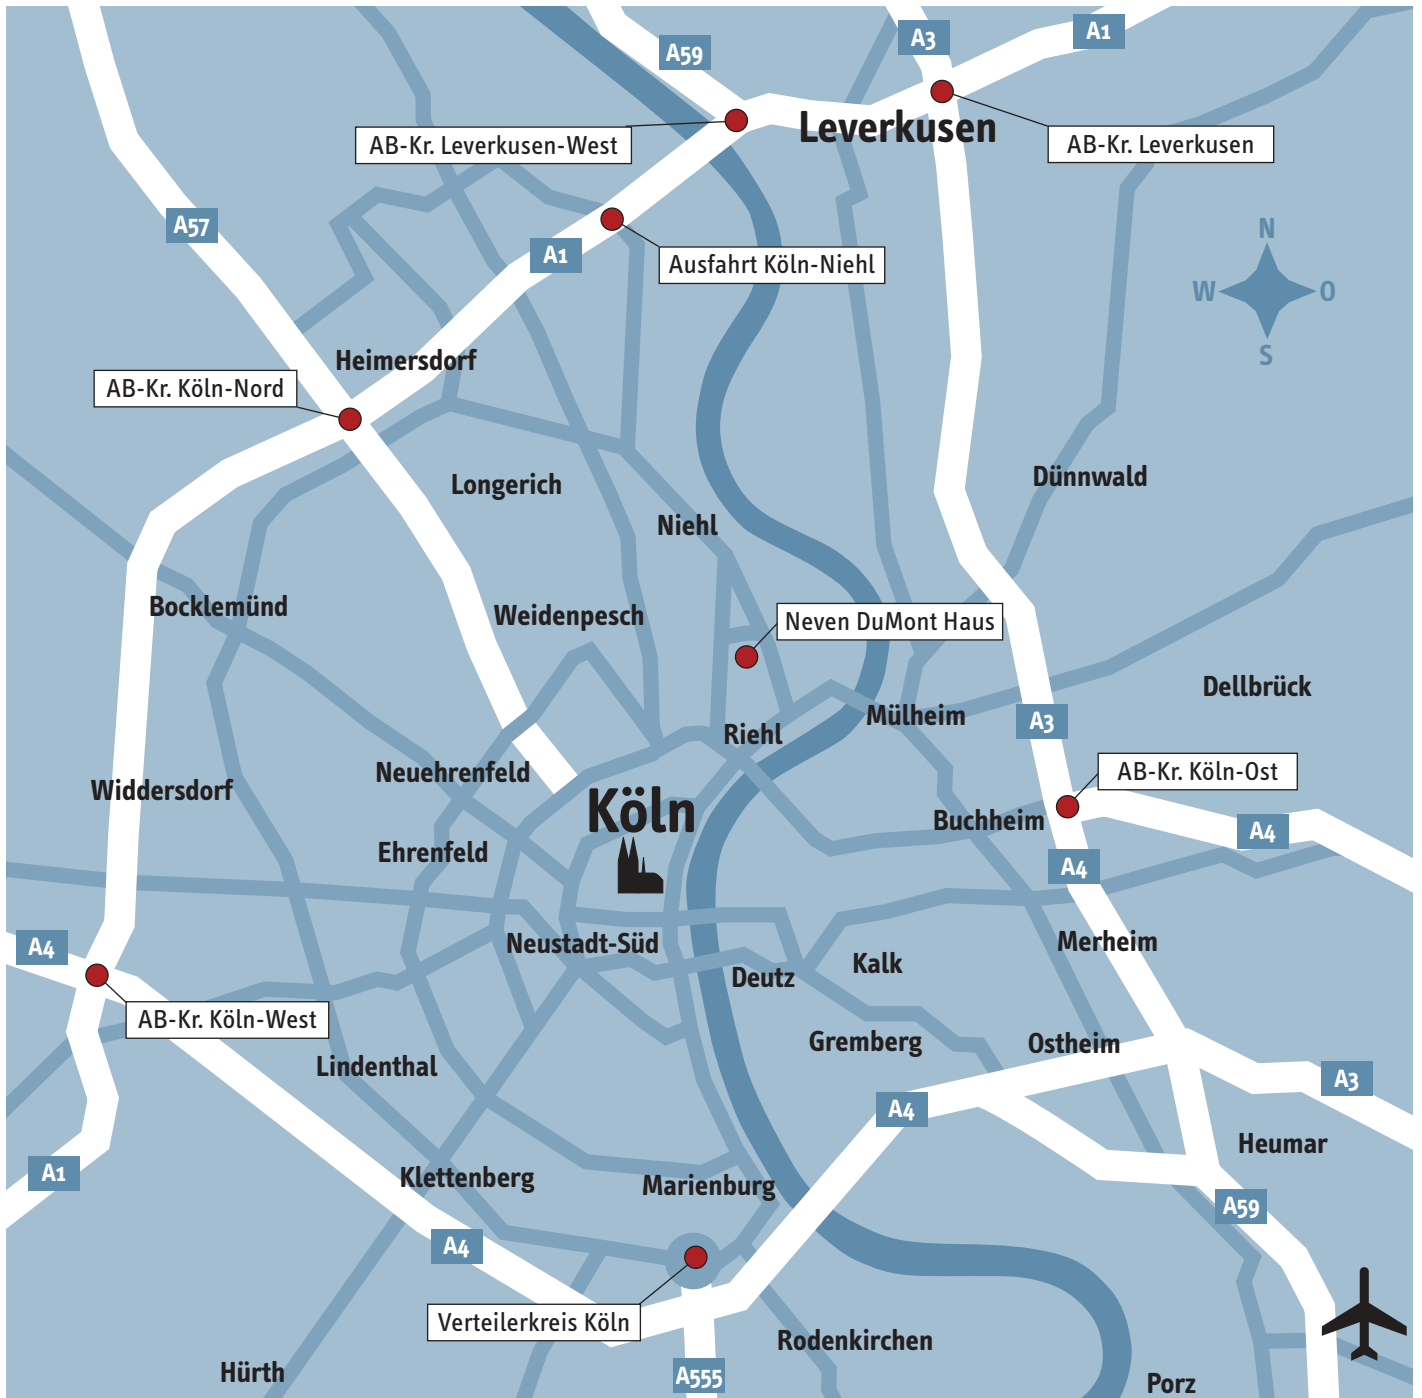 A3
A1
A59
Leverkusen
AB-Kr. Leverkusen-West
AB-Kr. Leverkusen
A57
N
A1
Ausfahrt Köln-Niehl
W
O
S
Heimersdorf
AB-Kr. Köln-Nord
Longerich
Dünnwald
Niehl
Bocklemünd
Weidenpesch
Neven DuMont Haus
Dellbrück
Mülheim
A3
Riehl
Neuehrenfeld
AB-Kr. Köln-Ost
Widdersdorf
Köln
Buchheim
A4
Ehrenfeld
A4
A4
Neustadt-Süd
Merheim
Kalk
Deutz
AB-Kr. Köln-West
Gremberg
Ostheim
Lindenthal
A3
A4
Heumar
A1
Klettenberg
Marienburg
A59
A4
Verteilerkreis Köln
Rodenkirchen
Hürth
A555
Porz